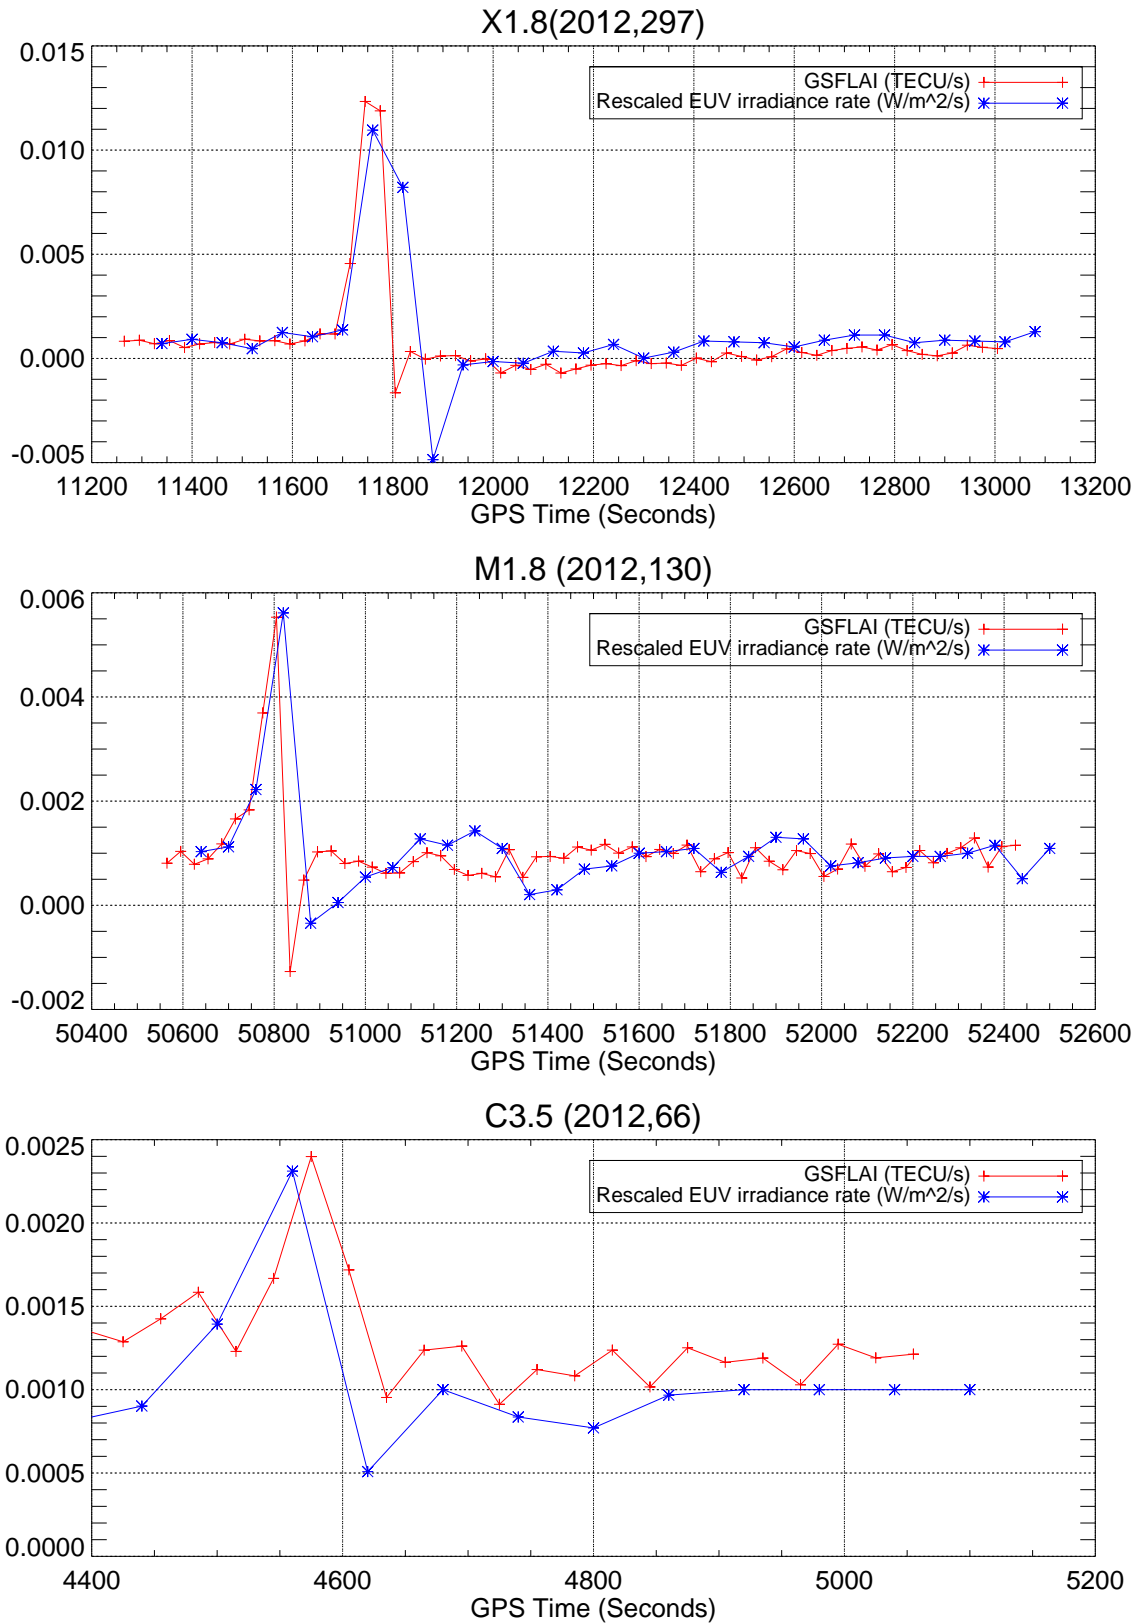 X1.8(2012,297)
0.015
GSFLAI (TECU/s)
Rescaled EUV irradiance rate (W/m^2/s)
0.010
0.005
0.000
-0.005
11200 11400 11600 11800 12000 12200 12400 12600 12800 13000 13200
GPS Time (Seconds)
M1.8 (2012,130)
0.006
GSFLAI (TECU/s)
Rescaled EUV irradiance rate (W/m^2/s)
0.004
0.002
0.000
-0.002
50400 50600 50800 51000 51200 51400 51600 51800 52000 52200 52400 52600
GPS Time (Seconds)
C3.5 (2012,66)
0.0025
GSFLAI (TECU/s)
Rescaled EUV irradiance rate (W/m^2/s)
0.0020
0.0015
0.0010
0.0005
0.0000
4400 4600 4800 5000 5200
GPS Time (Seconds)